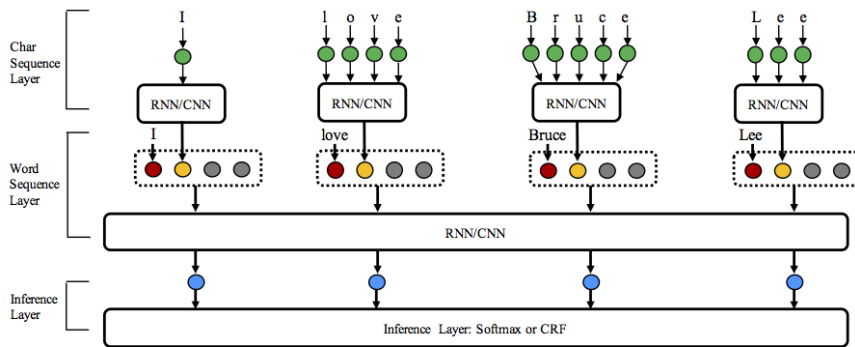 I
l o v e
B r u c e
L e e
Char
Sequence
Layer
RNN/CNN
RNN/CNN
RNN/CNN
RNN/CNN
I
love
Bruce
Lee
Word
Sequence
Layer
RNN/CNN
Inference
Layer
Inference Layer: Softmax or CRF